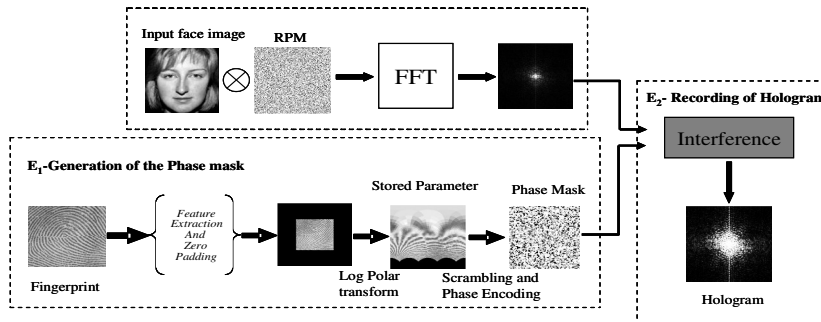 Input face image
RPM
FFT
E₂- Recording of Hologram
Interference
E₁-Generation of the Phase mask
Stored Parameter
Phase Mask
Feature
Extraction
And
Zero
Padding
Fingerprint
Log Polar
transform
Scrambling and
Phase Encoding
Hologram